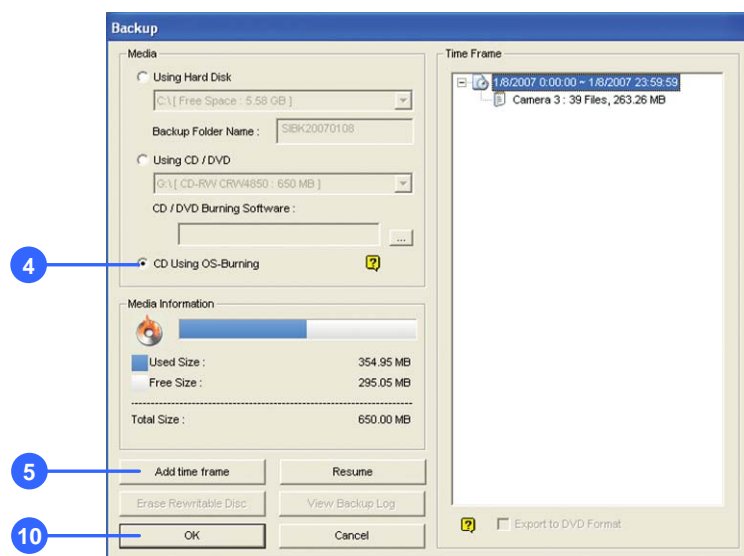 Backup
Media
Using Hard Disk
C:\ [ Free Space : 5.58 GB ]
Backup Folder Name :
SIBK20070108
Using CD / DVD
G:\ [ CD-RW CRW4850 : 650 MB ]
CD / DVD Burning Software :
...
4
CD Using OS-Burning
?
Media Information
Used Size :
354.95 MB
Free Size :
295.05 MB
Total Size :
650.00 MB
5
Add time frame
Resume
Erase Rewritable Disc
View Backup Log
10
OK
Cancel
Time Frame
1/8/2007 0:00:00 ~ 1/8/2007 23:59:59
Camera 3 : 39 Files, 263.26 MB
?
Export to DVD Format